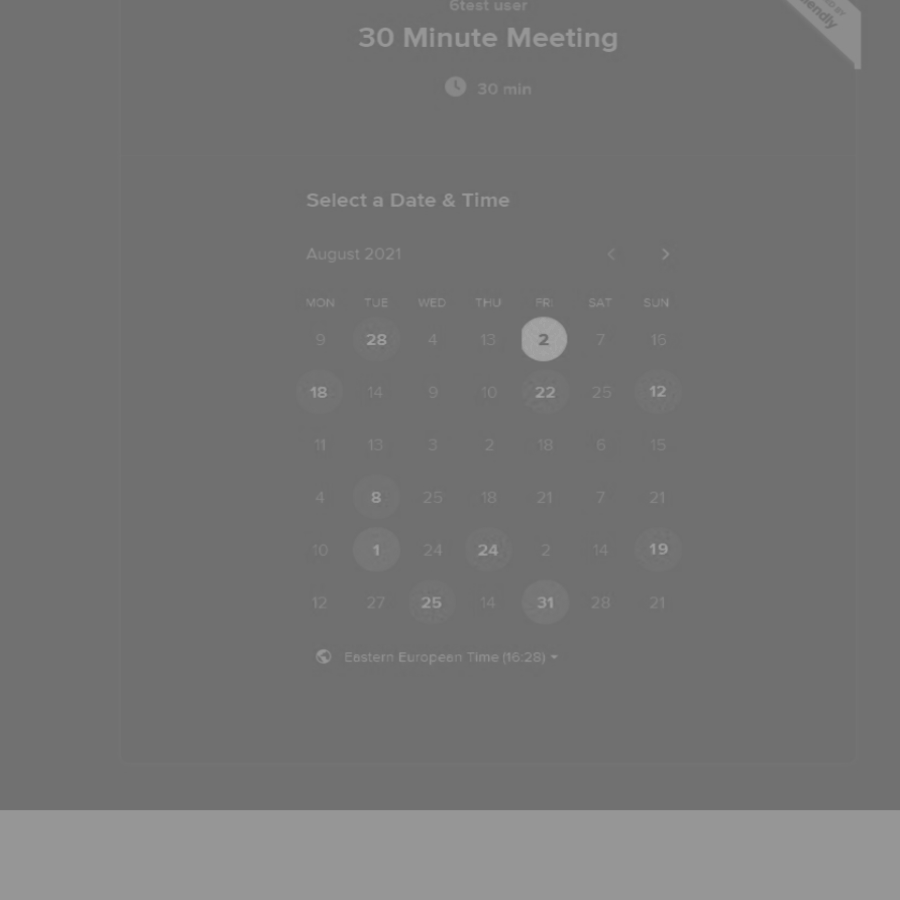 6test user
30 Minute Meeting
30 min
Select a Date & Time
August 2021
MON TUE WED THU FRI SAT SUN
9 28 4 13 2 7 16
18 14 9 10 22 25 12
11 13 3 2 18 6 15
4 8 25 18 21 7 21
10 1 24 24 2 14 19
12 27 25 14 31 28 21
Eastern European Time (16:28)